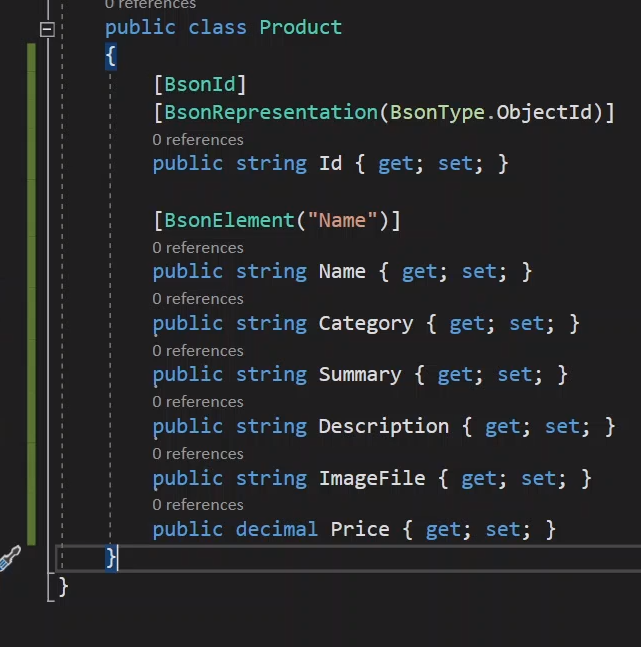 0 references
public class Product
{
[BsonId]
[BsonRepresentation(BsonType.ObjectId)]
0 references
public string Id { get; set; }
[BsonElement("Name")]
0 references
public string Name { get; set; }
0 references
public string Category { get; set; }
0 references
public string Summary { get; set; }
0 references
public string Description { get; set; }
0 references
public string ImageFile { get; set; }
0 references
public decimal Price { get; set; }
}
}